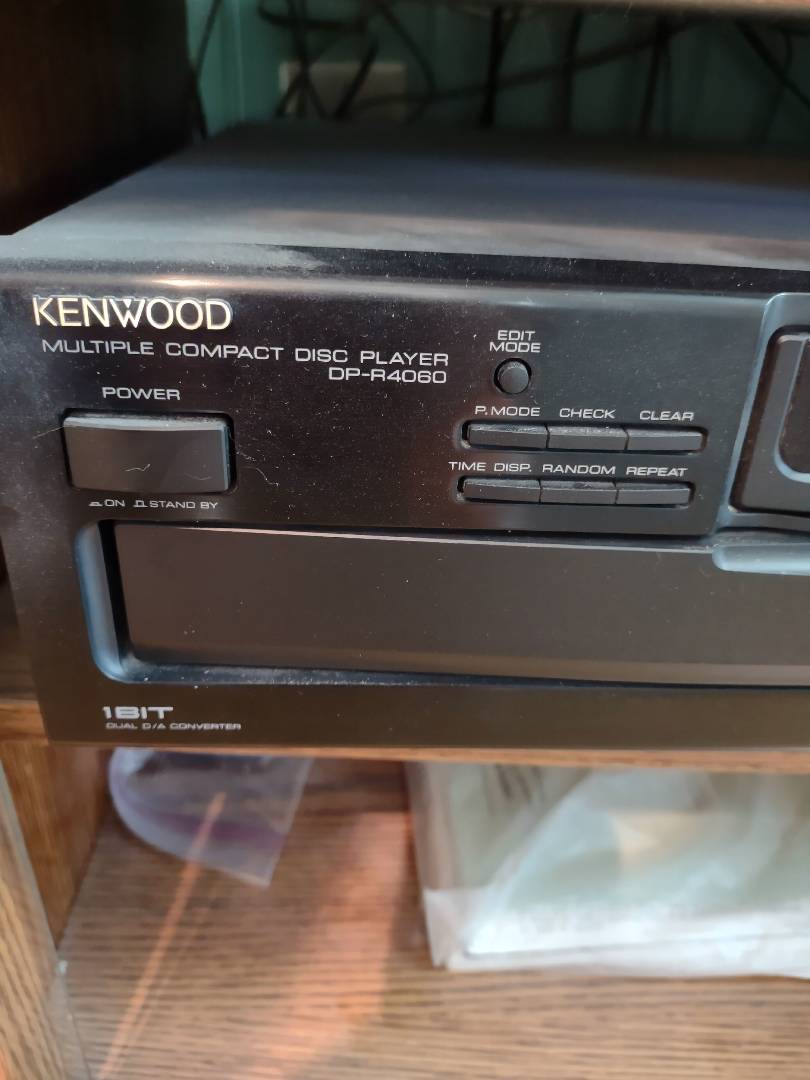 KENWOOD
MULTIPLE COMPACT DISC PLAYER
DP-R4060
POWER
ON STAND BY
EDIT
MODE
P.MODE CHECK CLEAR
TIME DISP. RANDOM REPEAT
1BIT
DUAL D/A CONVERTER